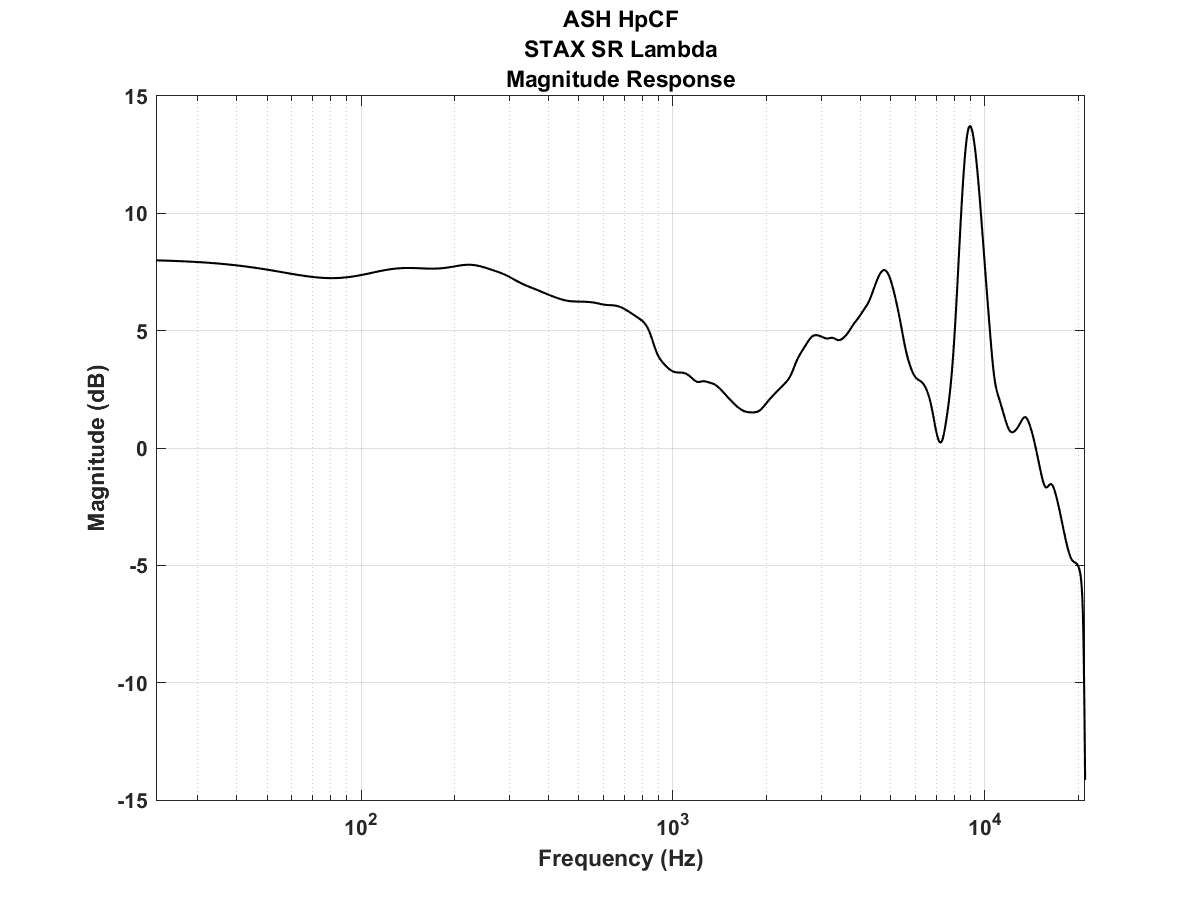 ASH HpCF
STAX SR Lambda
Magnitude Response
15
10
5
0
-5
-10
-15
Magnitude (dB)
10^2
10^3
10^4
Frequency (Hz)